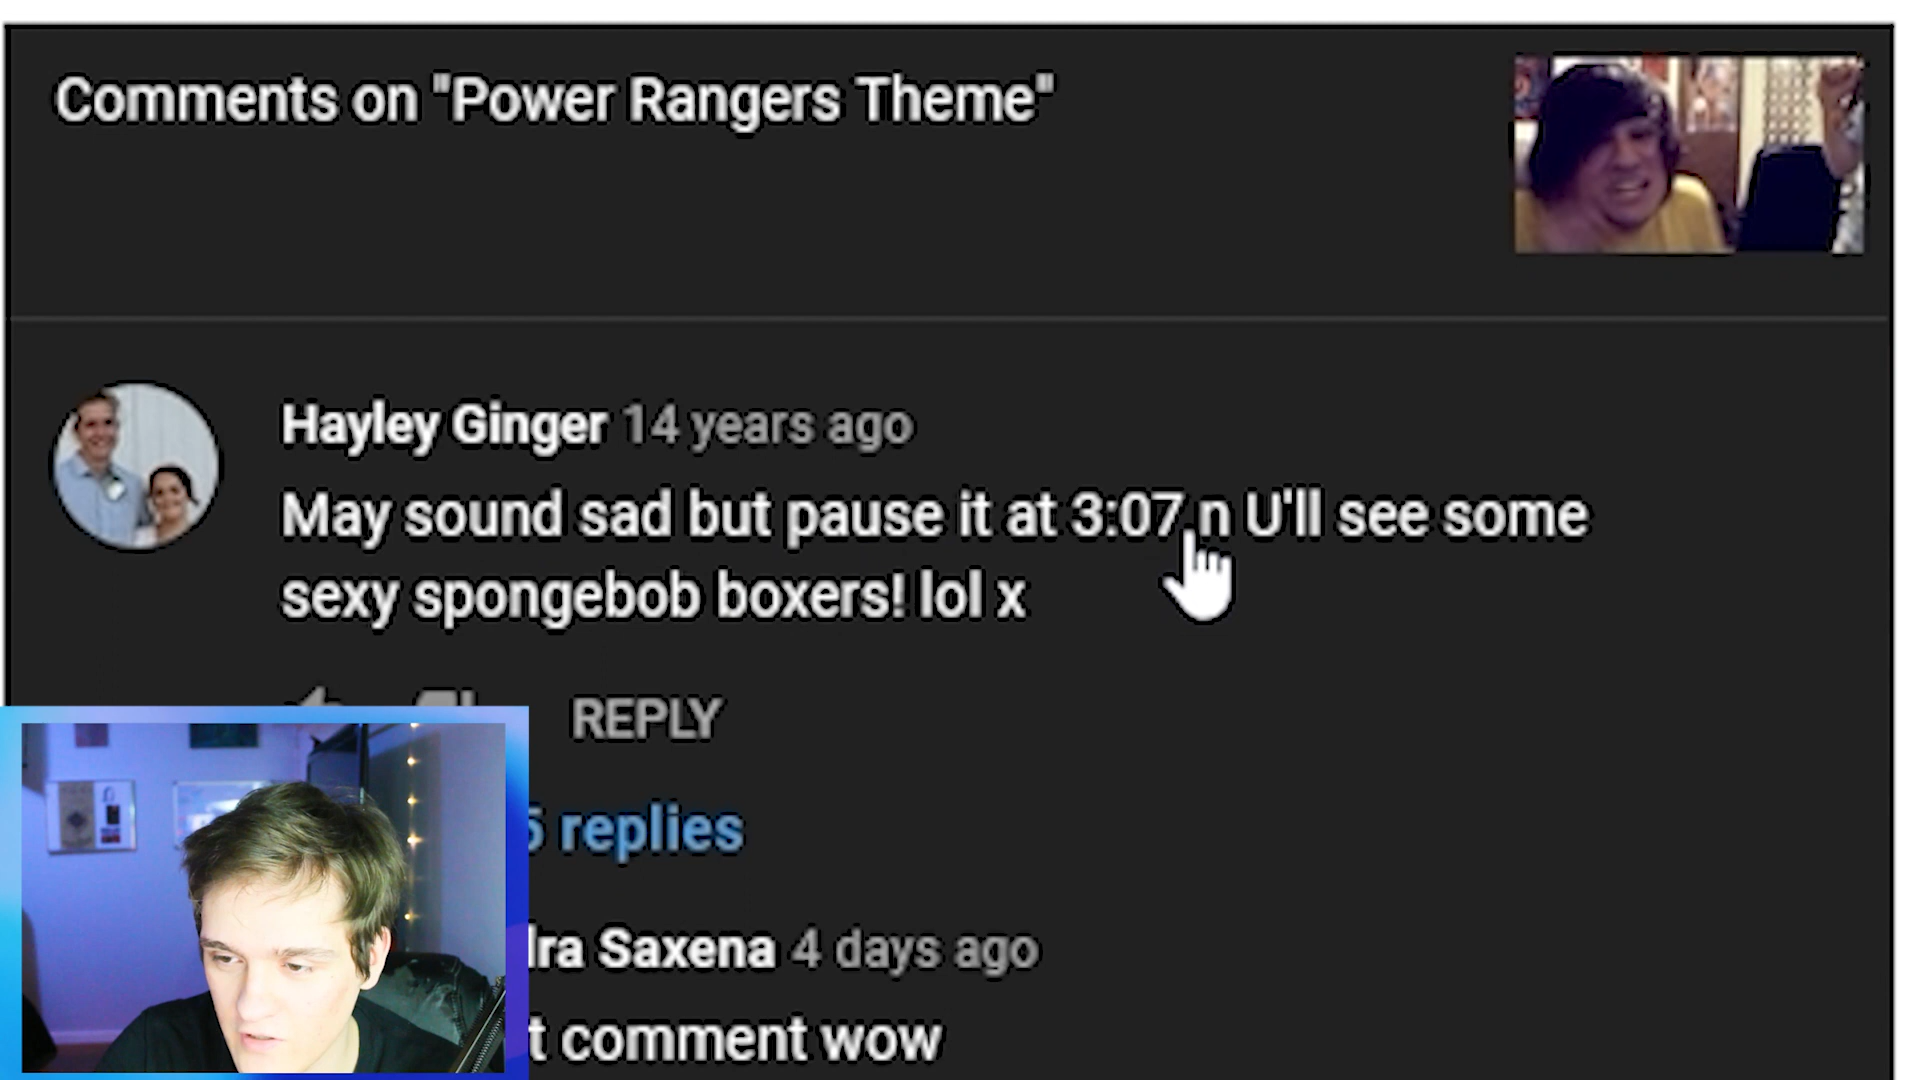 Comments on "Power Rangers Theme"
Hayley Ginger 14 years ago
May sound sad but pause it at 3:07 n U'll see some
sexy spongebob boxers! lol x
REPLY
replies
Saxena 4 days ago
comment wow